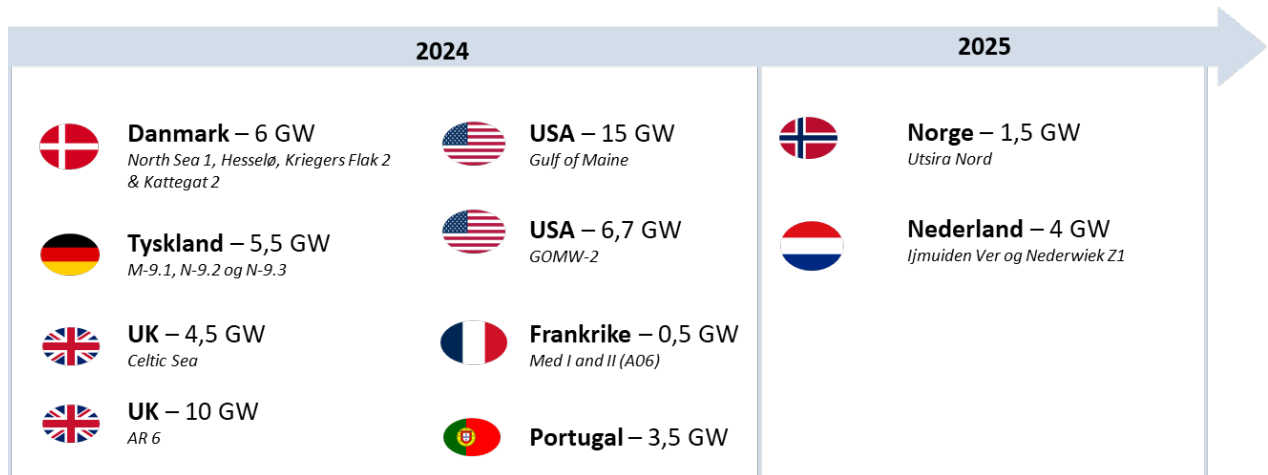 2024
Danmark – 6 GW
North Sea 1, Hesselø, Kriegers Flak 2
& Kattegat 2
Tyskland – 5,5 GW
M-9.1, N-9.2 og N-9.3
UK – 4,5 GW
Celtic Sea
UK – 10 GW
AR 6
USA – 15 GW
Gulf of Maine
USA – 6,7 GW
GOMW-2
Frankrike – 0,5 GW
Med I and II (A06)
Portugal – 3,5 GW
2025
Norge – 1,5 GW
Utsira Nord
Nederland – 4 GW
Ijmuiden Ver og Nederwiek Z1